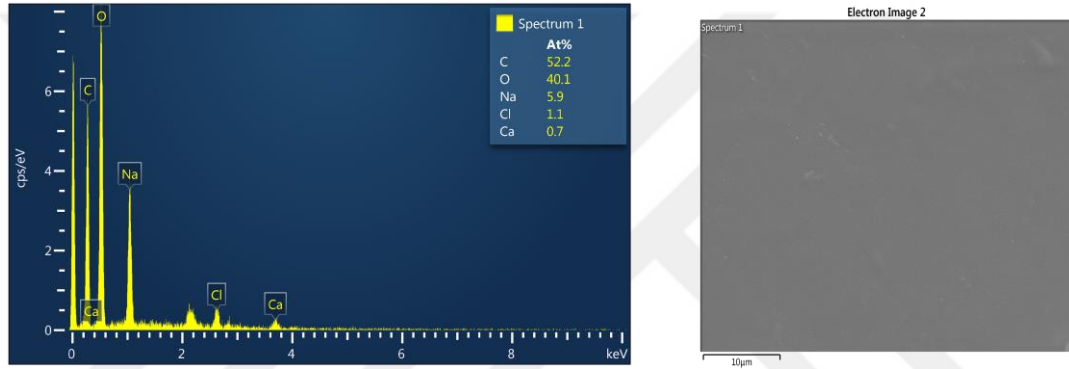 Spectrum 1
At%
C 52.2
O 40.1
Na 5.9
Cl 1.1
Ca 0.7
O
C
Na
Ca
Cl
Ca
cps/eV
6
4
2
0
0 2 4 6 8 keV
Electron Image 2
Spectrum 1
10µm